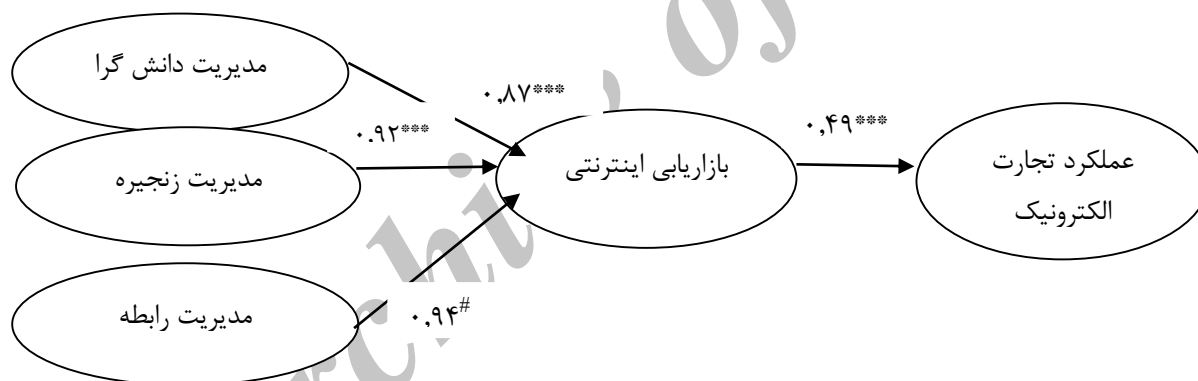 مدیریت دانش گرا
۰,۸۷***
۰.۹۲***
۰,۴۹***
مدیریت زنجیره
بازاریابی اینترنتی
عملکرد تجارت
الکترونیک
مدیریت رابطه
۰,۹۴#